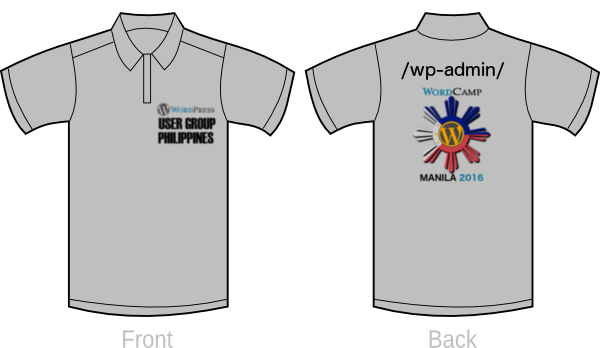 WORDPRESS
USER GROUP
PHILIPPINES
/wp-admin/
WORDCAMP
W
MANILA 2016
Front
Back